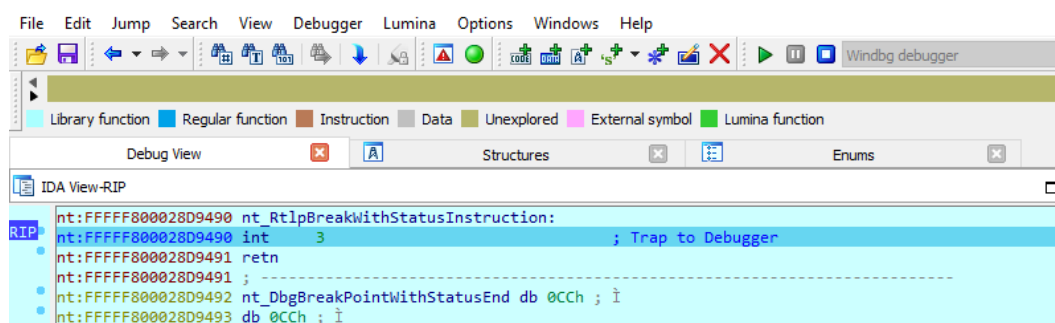 File Edit Jump Search View Debugger Lumina Options Windows Help
Windbg debugger
Library function Regular function Instruction Data Unexplored External symbol Lumina function
Debug View Structures Enums
IDA View-RIP
nt:FFFFF800028D9490 nt_RtlpBreakWithStatusInstruction:
RIP nt:FFFFF800028D9490 int 3 ; Trap to Debugger
nt:FFFFF800028D9491 retn
nt:FFFFF800028D9491 ; ---------------------------------------------------------------------------
nt:FFFFF800028D9492 nt_DbgBreakPointWithStatusEnd db 0CCh ; Ì
nt:FFFFF800028D9493 db 0CCh ; Ì